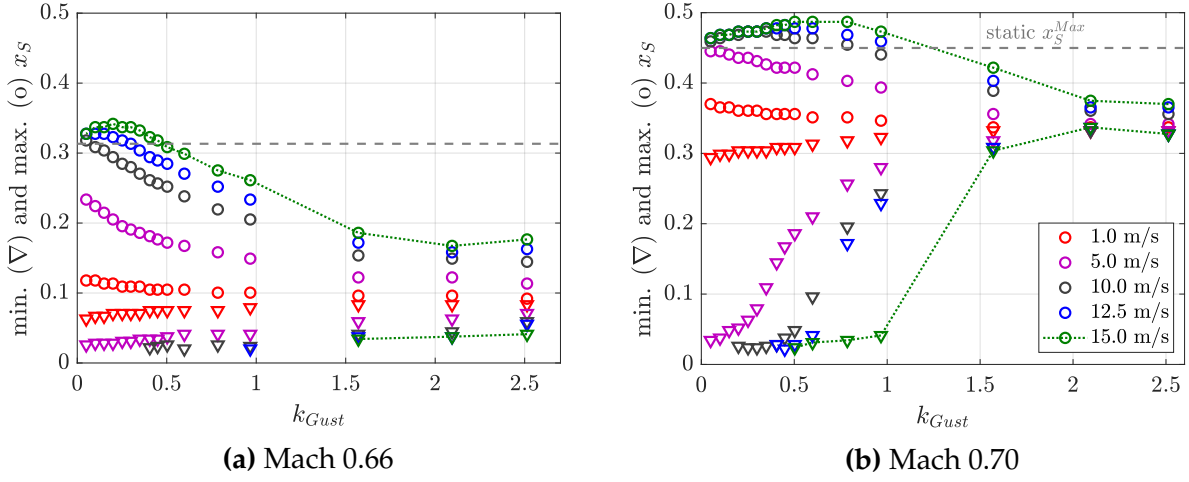 min. (∇) and max. (o) x_S
0.5
0.4
0.3
0.2
0.1
0
0 0.5 1 1.5 2 2.5
k_Gust
(a) Mach 0.66
min. (∇) and max. (o) x_S
0.5
0.4
0.3
0.2
0.1
0
static x_S^Max
1.0 m/s
5.0 m/s
10.0 m/s
12.5 m/s
15.0 m/s
0 0.5 1 1.5 2 2.5
k_Gust
(b) Mach 0.70